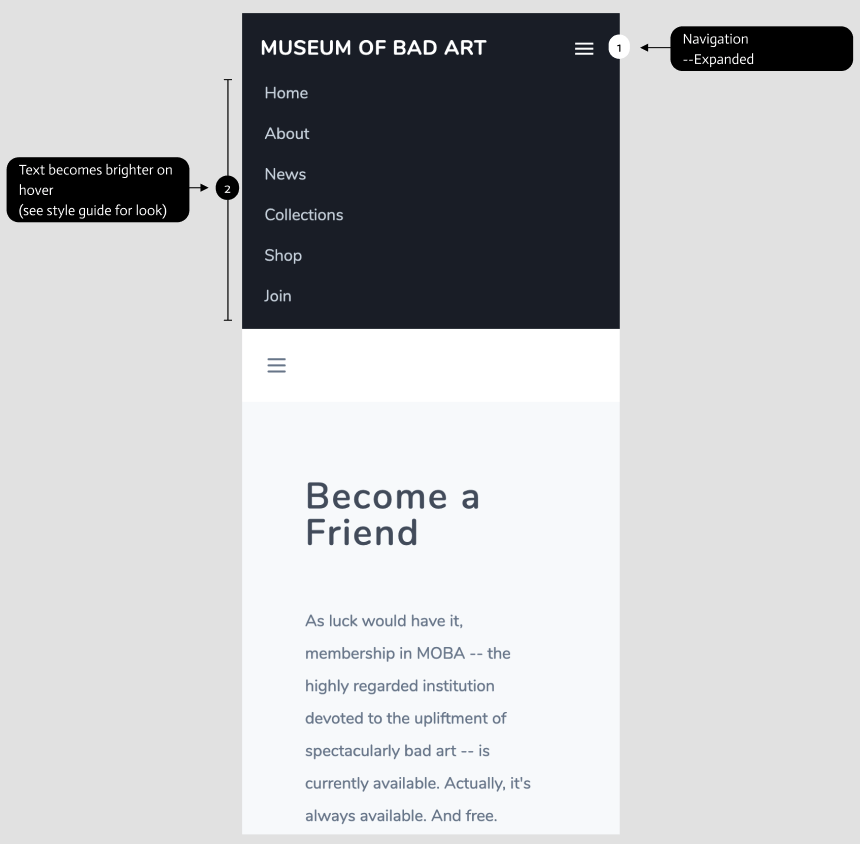 MUSEUM OF BAD ART
1
Navigation
--Expanded
Home
About
News
Collections
Shop
Join
Text becomes brighter on
hover
(see style guide for look)
2
Become a
Friend
As luck would have it,
membership in MOBA -- the
highly regarded institution
devoted to the upliftment of
spectacularly bad art -- is
currently available. Actually, it's
always available. And free.